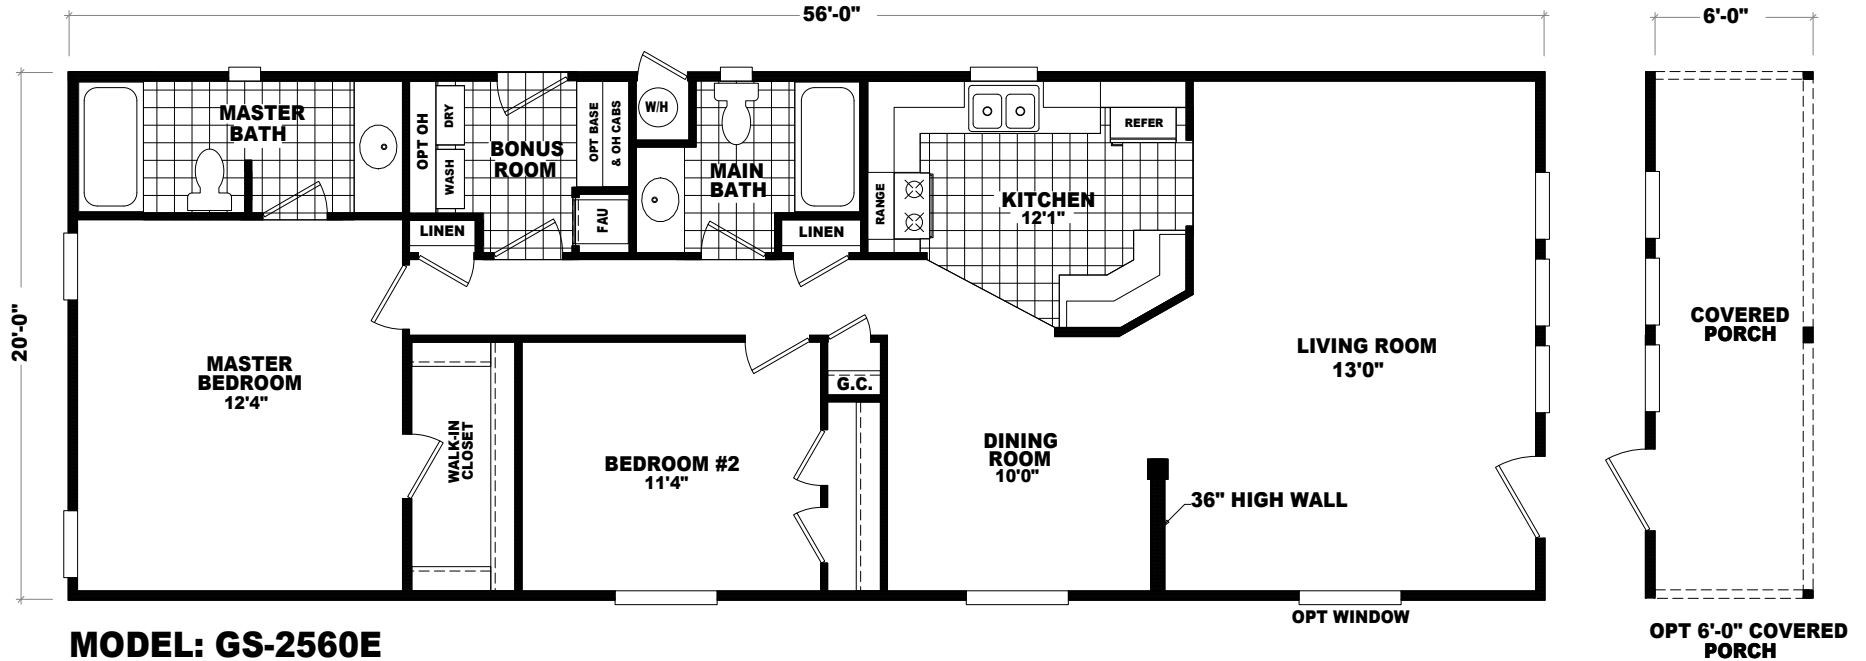 56'-0"
6'-0"
20'-0"
MASTER
BATH
OPT OH
DRY
WASH
BONUS
ROOM
OPT BASE
& OH CABS
W/H
MAIN
BATH
REFER
RANGE
KITCHEN
12'1"
LINEN
FAU
LINEN
MASTER
BEDROOM
12'4"
WALK-IN
CLOSET
BEDROOM #2
11'4"
G.C.
DINING
ROOM
10'0"
LIVING ROOM
13'0"
36" HIGH WALL
COVERED
PORCH
OPT WINDOW
MODEL: GS-2560E
OPT 6'-0" COVERED
PORCH